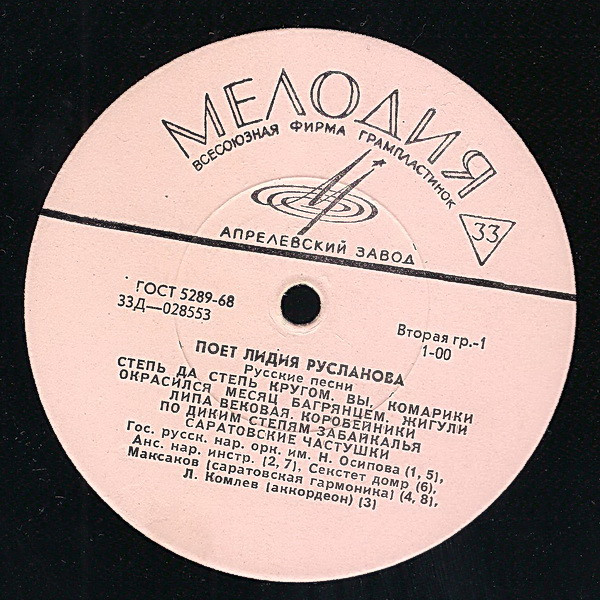 МЕЛОДИЯ
ВСЕСОЮЗНАЯ ФИРМА ГРАМПЛАСТИНОК
33
АПРЕЛЕВСКИЙ ЗАВОД
ГОСТ 5289-68
33Д—028553
Вторая гр.-1
1-00
ПОЕТ ЛИДИЯ РУСЛАНОВА
Русские песни
СТЕПЬ ДА СТЕПЬ КРУГОМ. ВЫ, КОМАРИКИ
ОКРАСИЛСЯ МЕСЯЦ БАГРЯНЦЕМ. ЖИГУЛИ
ЛИПА ВЕКОВАЯ. КОРОБЕЙНИКИ
ПО ДИКИМ СТЕПЯМ ЗАБАЙКАЛЬЯ
САРАТОВСКИЕ ЧАСТУШКИ
Гос. русск. нар. орк. им. Н. Осипова (1, 5),
Анс. нар. инстр. (2, 7), Секстет домр (6),
Максаков (саратовская гармоника) (4, 8),
Л. Комлев (аккордеон) (3)